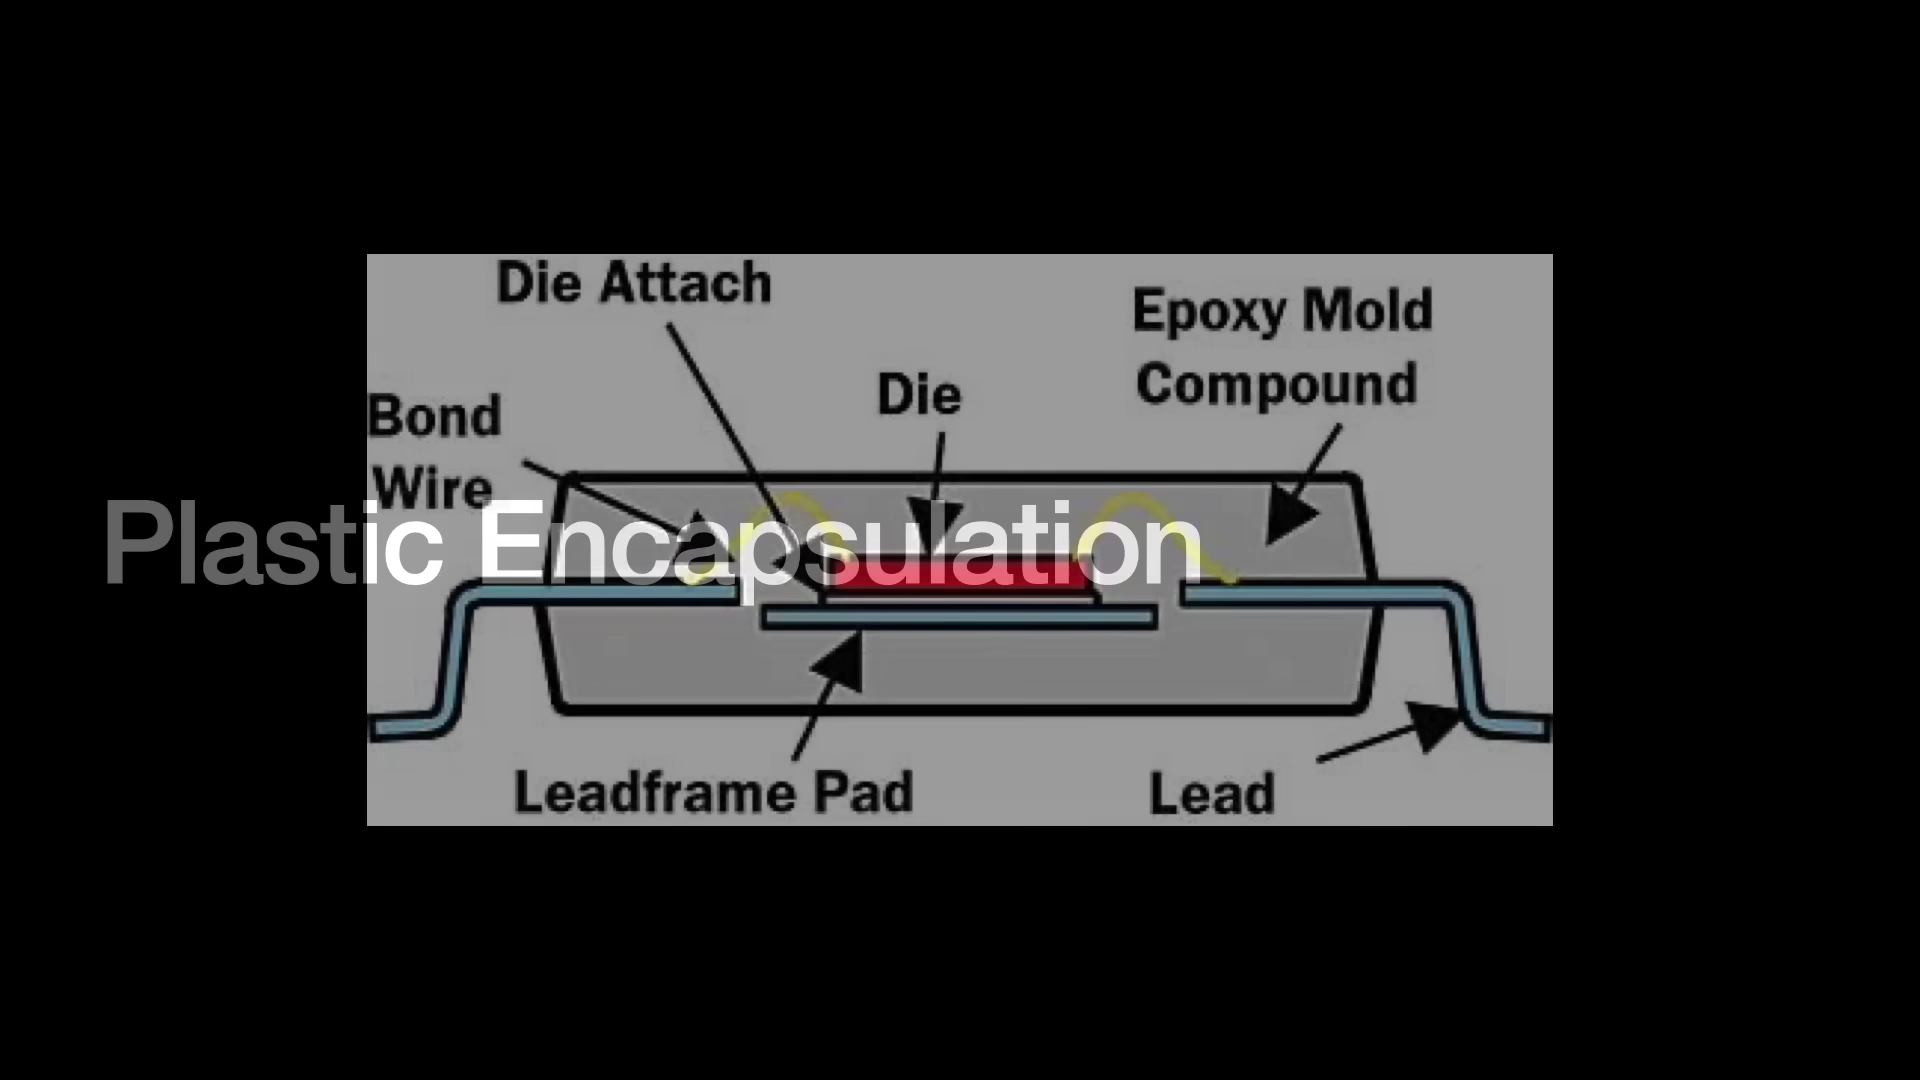 Die Attach
Epoxy Mold
Compound
Die
Bond
Wire
Plastic Encapsulation
Leadframe Pad
Lead